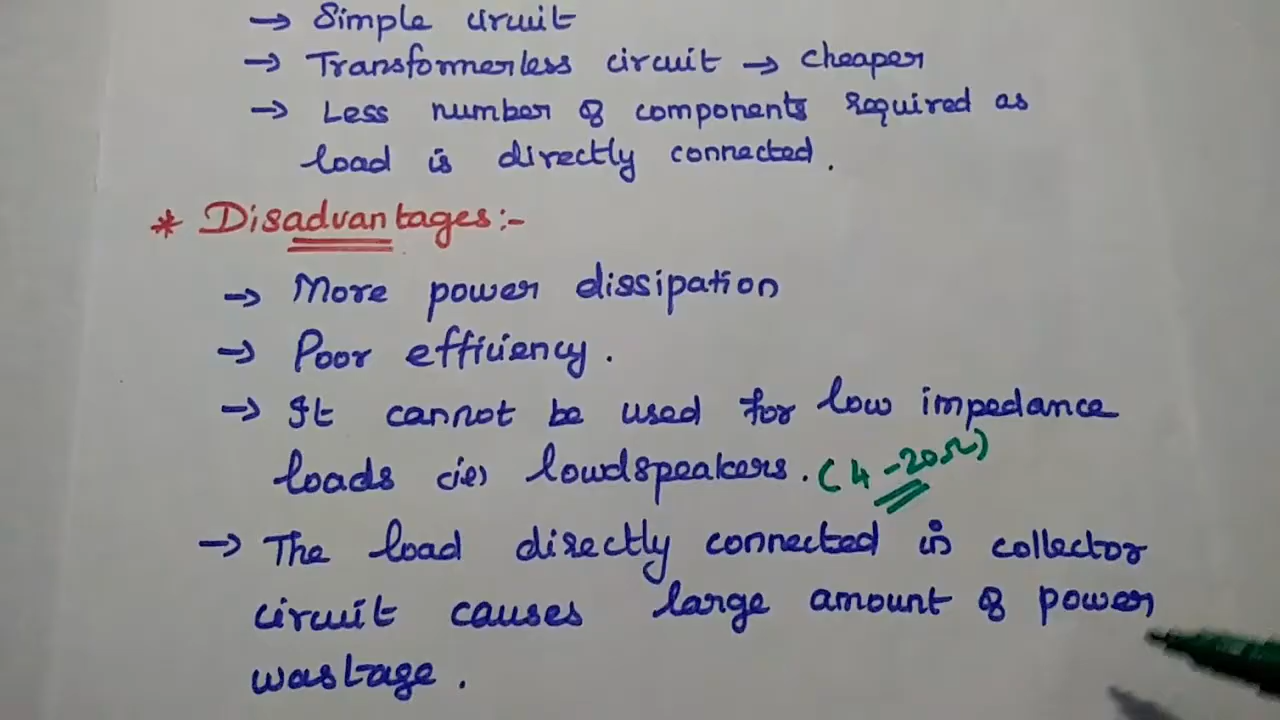 → Simple circuit
→ Transformerless circuit → cheaper
→ Less number of components required as
load is directly connected.
* Disadvantages:-
→ More power dissipation
→ Poor efficiency.
→ It cannot be used for low impedance
loads (ie) loudspeakers. (4-20Ω)
→ The load directly connected in collector
circuit causes large amount of power
wastage.